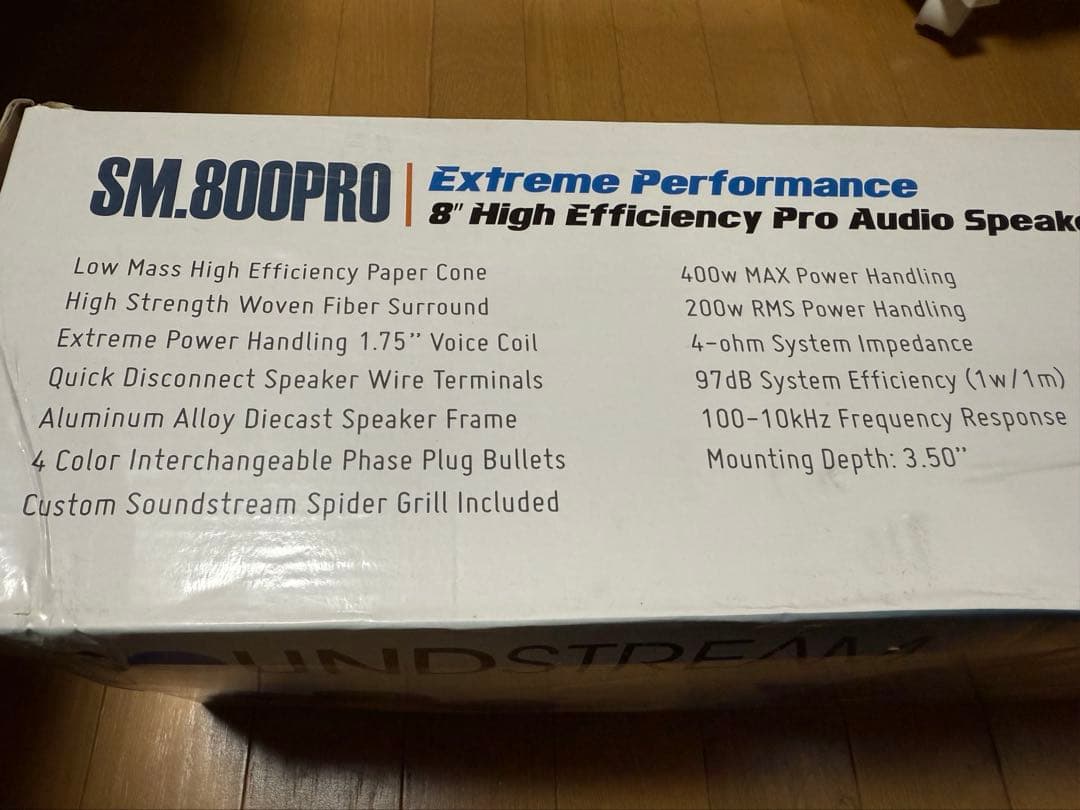 SM.800PRO
Extreme Performance
8" High Efficiency Pro Audio
Low Mass High Efficiency Paper Cone
High Strength Woven Fiber Surround
Extreme Power Handling 1.75" Voice Coil
Quick Disconnect Speaker Wire Terminals
Aluminum Alloy Diecast Speaker Frame
4 Color Interchangeable Phase Plug Bullets
Custom Soundstream Spider Grill Included
400w MAX Power Handling
200w RMS Power Handling
4-ohm System Impedance
97dB System Efficiency (1w/1m)
100-10kHz Frequency Response
Mounting Depth: 3.50"
SOUNDSTREAM